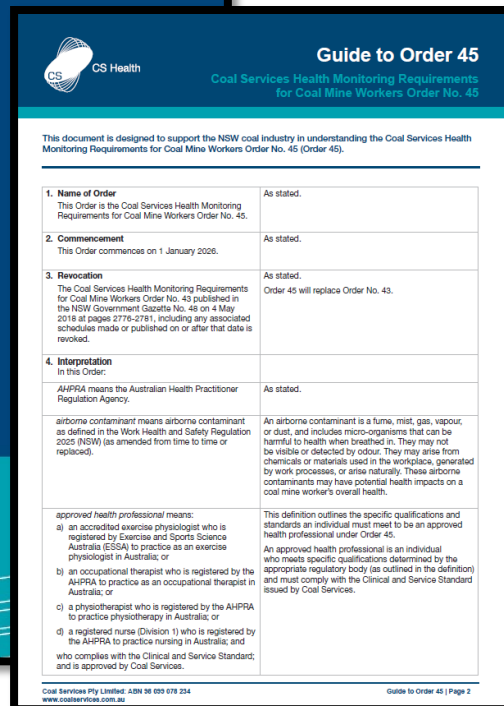 CS
CS Health
Guide to Order 45
Coal Services Health Monitoring Requirements
for Coal Mine Workers Order No. 45
This document is designed to support the NSW coal industry in understanding the Coal Services Health
Monitoring Requirements for Coal Mine Workers Order No. 45 (Order 45).
1. Name of Order
This Order is the Coal Services Health Monitoring
Requirements for Coal Mine Workers Order No. 45.
As stated.
2. Commencement
This Order commences on 1 January 2026.
As stated.
3. Revocation
The Coal Services Health Monitoring Requirements
for Coal Mine Workers Order No. 43 published in
the NSW Government Gazette No. 48 on 4 May
2018 at pages 2776-2781, including any associated
schedules made or published on or after that date is
revoked.
As stated.
Order 45 will replace Order No. 43.
4. Interpretation
In this Order:
AHPRA means the Australian Health Practitioner
Regulation Agency.
As stated.
airborne contaminant means airborne contaminant
as defined in the Work Health and Safety Regulation
2025 (NSW) (as amended from time to time or
replaced).
An airborne contaminant is a fume, mist, gas, vapour,
or dust, and includes micro-organisms that can be
harmful to health when breathed in. They may not
be visible or detected by odour. They may arise from
chemicals or materials used in the workplace, generated
by work processes, or arise naturally. These airborne
contaminants may have potential health impacts on a
coal mine worker's overall health.
approved health professional means:
a) an accredited exercise physiologist who is
registered by Exercise and Sports Science
Australia (ESSA) to practice as an exercise
physiologist in Australia; or
b) an occupational therapist who is registered by the
AHPRA to practice as an occupational therapist in
Australia; or
c) a physiotherapist who is registered by the AHPRA
to practice physiotherapy in Australia; or
d) a registered nurse (Division 1) who is registered by
the AHPRA to practice nursing in Australia; and
who complies with the Clinical and Service Standard;
and is approved by Coal Services.
This definition outlines the specific qualifications and
standards an individual must meet to be an approved
health professional under Order 45.
An approved health professional is an individual
who meets specific qualifications determined by the
appropriate regulatory body (as outlined in the definition)
and must comply with the Clinical and Service Standard
issued by Coal Services.
Coal Services Pty Limited: ABN 98 099 078 234
www.coalservices.com.au
Guide to Order 45 | Page 2